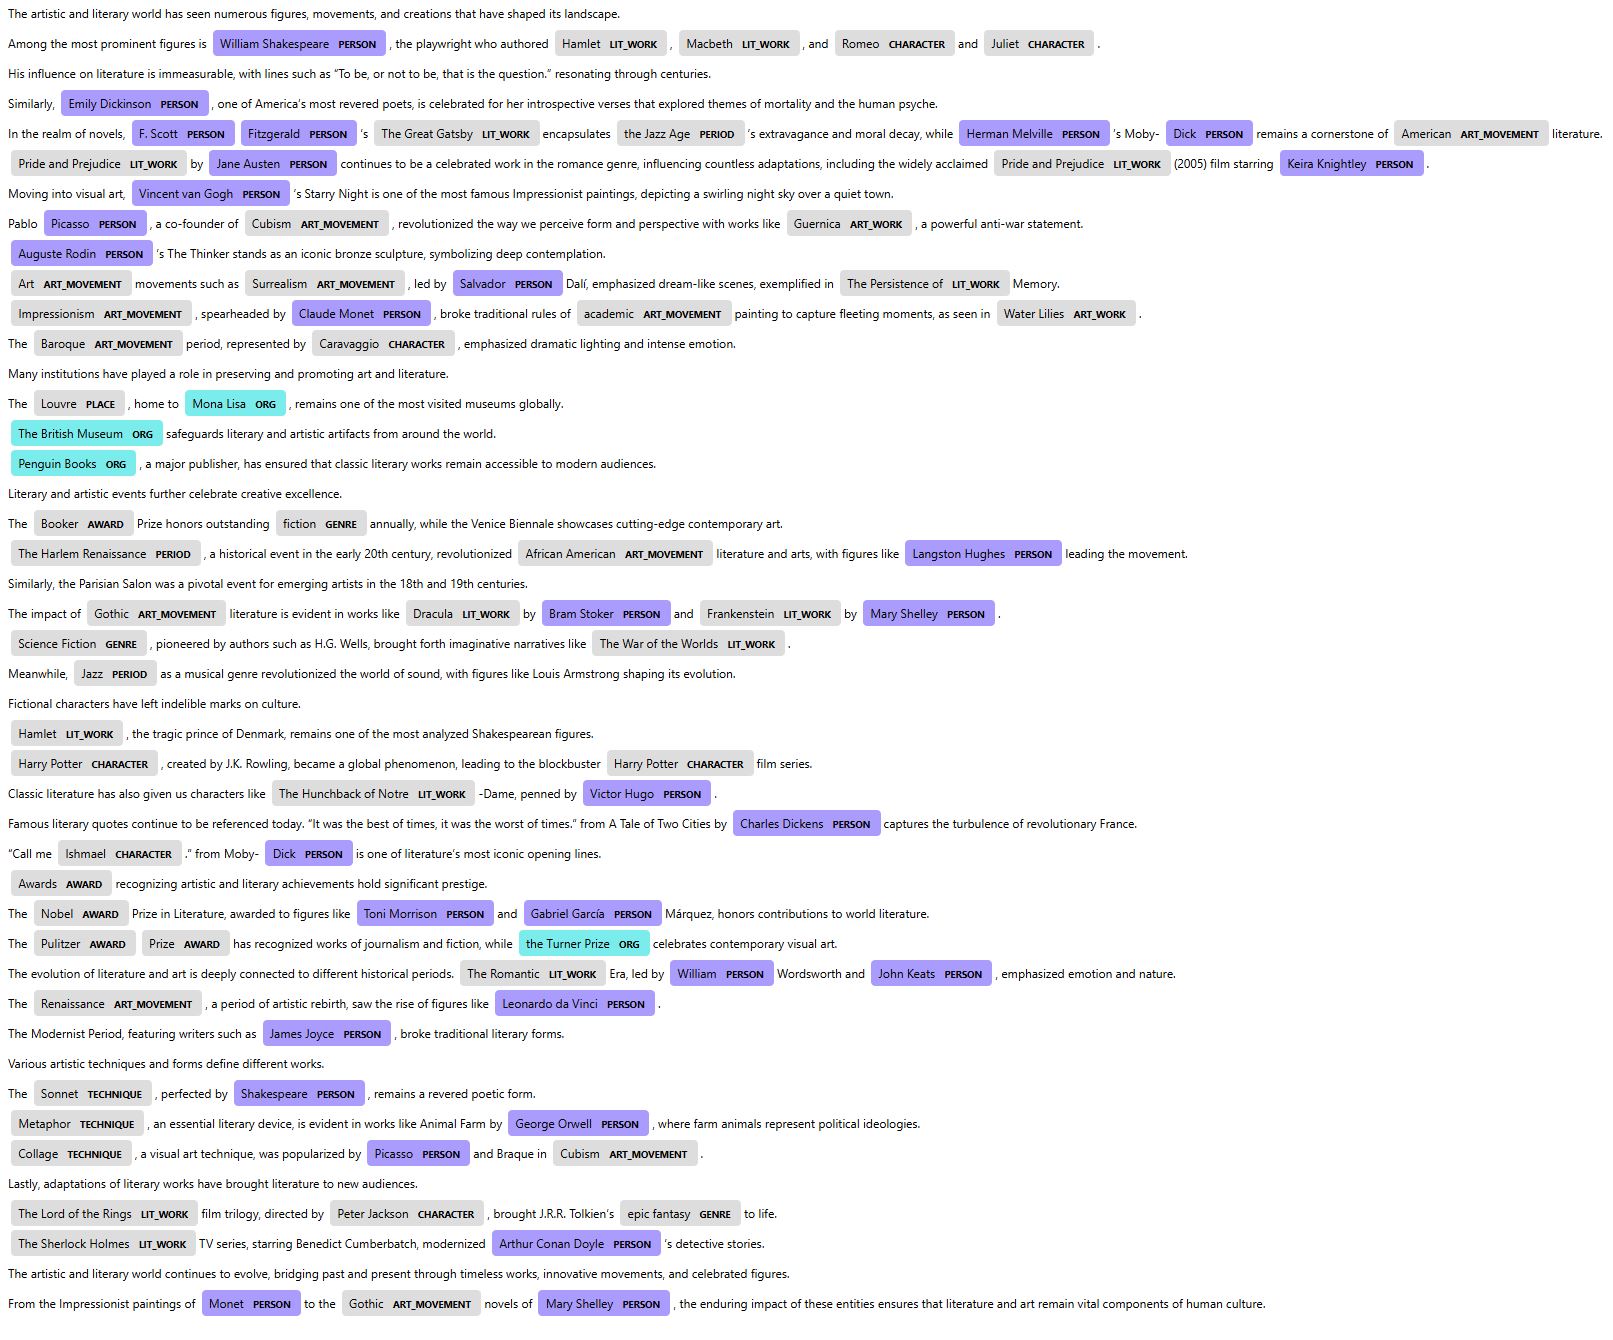 The artistic and literary world has seen numerous figures, movements, and creations that have shaped its landscape.
Among the most prominent figures is William Shakespeare PERSON , the playwright who authored Hamlet LIT_WORK , Macbeth LIT_WORK , and Romeo CHARACTER and Juliet CHARACTER .
His influence on literature is immeasurable, with lines such as “To be, or not to be, that is the question.” resonating through centuries.
Similarly, Emily Dickinson PERSON , one of America’s most revered poets, is celebrated for her introspective verses that explored themes of mortality and the human psyche.
In the realm of novels, F. Scott PERSON Fitzgerald PERSON ’s The Great Gatsby LIT_WORK encapsulates the Jazz Age PERIOD ’s extravagance and moral decay, while Herman Melville PERSON ’s Moby- Dick PERSON remains a cornerstone of American ART_MOVEMENT literature.
Pride and Prejudice LIT_WORK by Jane Austen PERSON continues to be a celebrated work in the romance genre, influencing countless adaptations, including the widely acclaimed Pride and Prejudice LIT_WORK (2005) film starring Keira Knightley PERSON .
Moving into visual art, Vincent van Gogh PERSON ’s Starry Night is one of the most famous Impressionist paintings, depicting a swirling night sky over a quiet town.
Pablo Picasso PERSON , a co-founder of Cubism ART_MOVEMENT , revolutionized the way we perceive form and perspective with works like Guernica ART_WORK , a powerful anti-war statement.
Auguste Rodin PERSON ’s The Thinker stands as an iconic bronze sculpture, symbolizing deep contemplation.
Art ART_MOVEMENT movements such as Surrealism ART_MOVEMENT , led by Salvador PERSON Dalí, emphasized dream-like scenes, exemplified in The Persistence of LIT_WORK Memory.
Impressionism ART_MOVEMENT , spearheaded by Claude Monet PERSON , broke traditional rules of academic ART_MOVEMENT painting to capture fleeting moments, as seen in Water Lilies ART_WORK .
The Baroque ART_MOVEMENT period, represented by Caravaggio CHARACTER , emphasized dramatic lighting and intense emotion.
Many institutions have played a role in preserving and promoting art and literature.
The Louvre PLACE , home to Mona Lisa ORG , remains one of the most visited museums globally.
The British Museum ORG safeguards literary and artistic artifacts from around the world.
Penguin Books ORG , a major publisher, has ensured that classic literary works remain accessible to modern audiences.
Literary and artistic events further celebrate creative excellence.
The Booker AWARD Prize honors outstanding fiction GENRE annually, while the Venice Biennale showcases cutting-edge contemporary art.
The Harlem Renaissance PERIOD , a historical event in the early 20th century, revolutionized African American ART_MOVEMENT literature and arts, with figures like Langston Hughes PERSON leading the movement.
Similarly, the Parisian Salon was a pivotal event for emerging artists in the 18th and 19th centuries.
The impact of Gothic ART_MOVEMENT literature is evident in works like Dracula LIT_WORK by Bram Stoker PERSON and Frankenstein LIT_WORK by Mary Shelley PERSON .
Science Fiction GENRE , pioneered by authors such as H.G. Wells, brought forth imaginative narratives like The War of the Worlds LIT_WORK .
Meanwhile, Jazz PERIOD as a musical genre revolutionized the world of sound, with figures like Louis Armstrong shaping its evolution.
Fictional characters have left indelible marks on culture.
Hamlet LIT_WORK , the tragic prince of Denmark, remains one of the most analyzed Shakespearean figures.
Harry Potter CHARACTER , created by J.K. Rowling, became a global phenomenon, leading to the blockbuster Harry Potter CHARACTER film series.
Classic literature has also given us characters like The Hunchback of Notre LIT_WORK -Dame, penned by Victor Hugo PERSON .
Famous literary quotes continue to be referenced today. “It was the best of times, it was the worst of times.” from A Tale of Two Cities by Charles Dickens PERSON captures the turbulence of revolutionary France.
“Call me Ishmael CHARACTER .” from Moby- Dick PERSON is one of literature’s most iconic opening lines.
Awards AWARD recognizing artistic and literary achievements hold significant prestige.
The Nobel AWARD Prize in Literature, awarded to figures like Toni Morrison PERSON and Gabriel García PERSON Márquez, honors contributions to world literature.
The Pulitzer AWARD Prize AWARD has recognized works of journalism and fiction, while the Turner Prize ORG celebrates contemporary visual art.
The evolution of literature and art is deeply connected to different historical periods. The Romantic LIT_WORK Era, led by William PERSON Wordsworth and John Keats PERSON , emphasized emotion and nature.
The Renaissance ART_MOVEMENT , a period of artistic rebirth, saw the rise of figures like Leonardo da Vinci PERSON .
The Modernist Period, featuring writers such as James Joyce PERSON , broke traditional literary forms.
Various artistic techniques and forms define different works.
The Sonnet TECHNIQUE , perfected by Shakespeare PERSON , remains a revered poetic form.
Metaphor TECHNIQUE , an essential literary device, is evident in works like Animal Farm by George Orwell PERSON , where farm animals represent political ideologies.
Collage TECHNIQUE , a visual art technique, was popularized by Picasso PERSON and Braque in Cubism ART_MOVEMENT .
Lastly, adaptations of literary works have brought literature to new audiences.
The Lord of the Rings LIT_WORK film trilogy, directed by Peter Jackson CHARACTER , brought J.R.R. Tolkien’s epic fantasy GENRE to life.
The Sherlock Holmes LIT_WORK TV series, starring Benedict Cumberbatch, modernized Arthur Conan Doyle PERSON ’s detective stories.
The artistic and literary world continues to evolve, bridging past and present through timeless works, innovative movements, and celebrated figures.
From the Impressionist paintings of Monet PERSON to the Gothic ART_MOVEMENT novels of Mary Shelley PERSON , the enduring impact of these entities ensures that literature and art remain vital components of human culture.